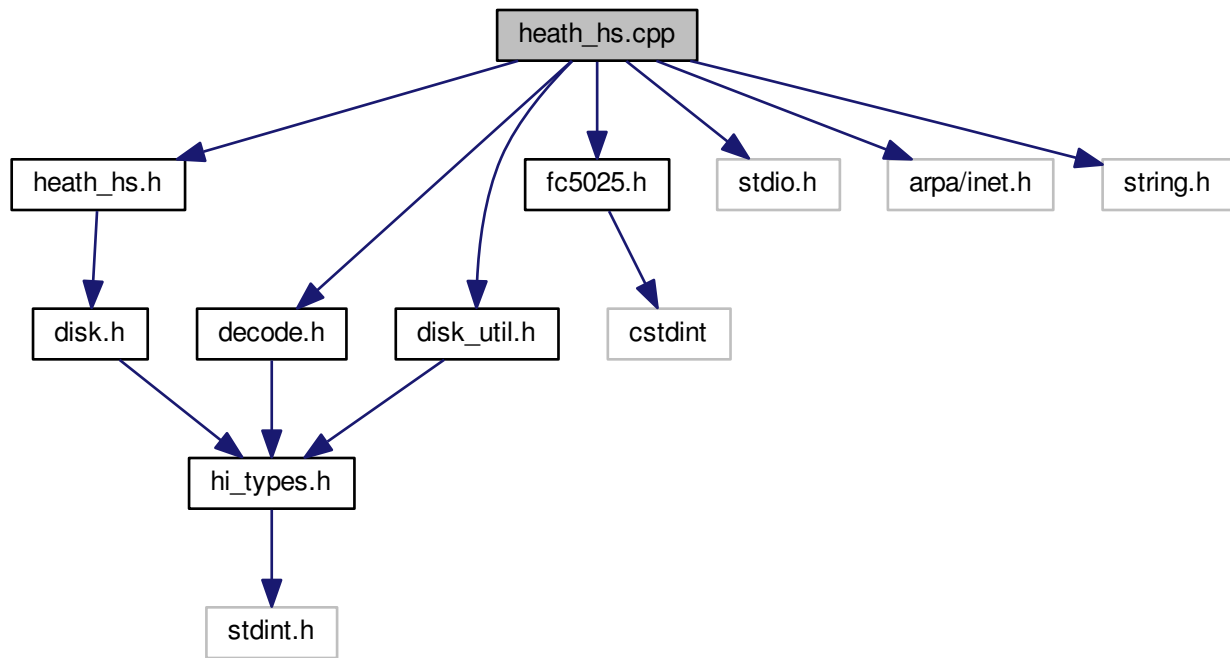 heath_hs.cpp
heath_hs.h
fc5025.h
stdio.h
arpa/inet.h
string.h
disk.h
decode.h
disk_util.h
cstdint
hi_types.h
stdint.h